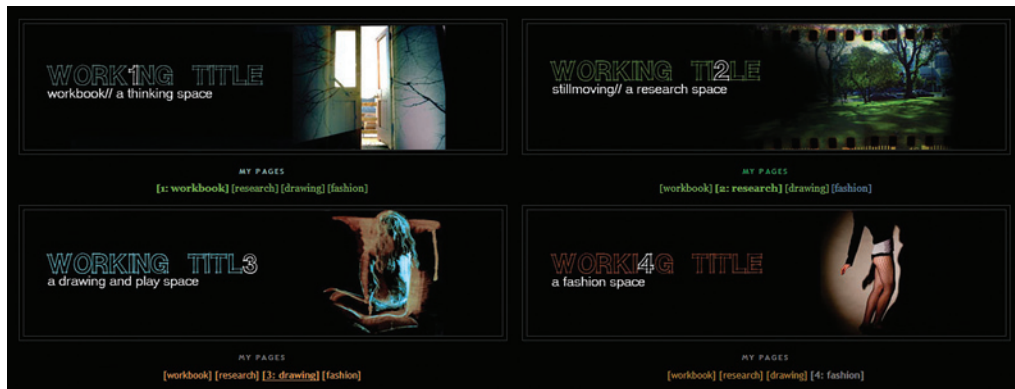 WORK1NG TITLE
workbook// a thinking space
MY PAGES
[1: workbook] [research] [drawing] [fashion]
WORKING TI2LE
stillmoving// a research space
MY PAGES
[workbook] [2: research] [drawing] [fashion]
WORKING TITL3
a drawing and play space
MY PAGES
[workbook] [research] [3: drawing] [fashion]
WORKI4G TITLE
a fashion space
MY PAGES
[workbook] [research] [drawing] [4: fashion]